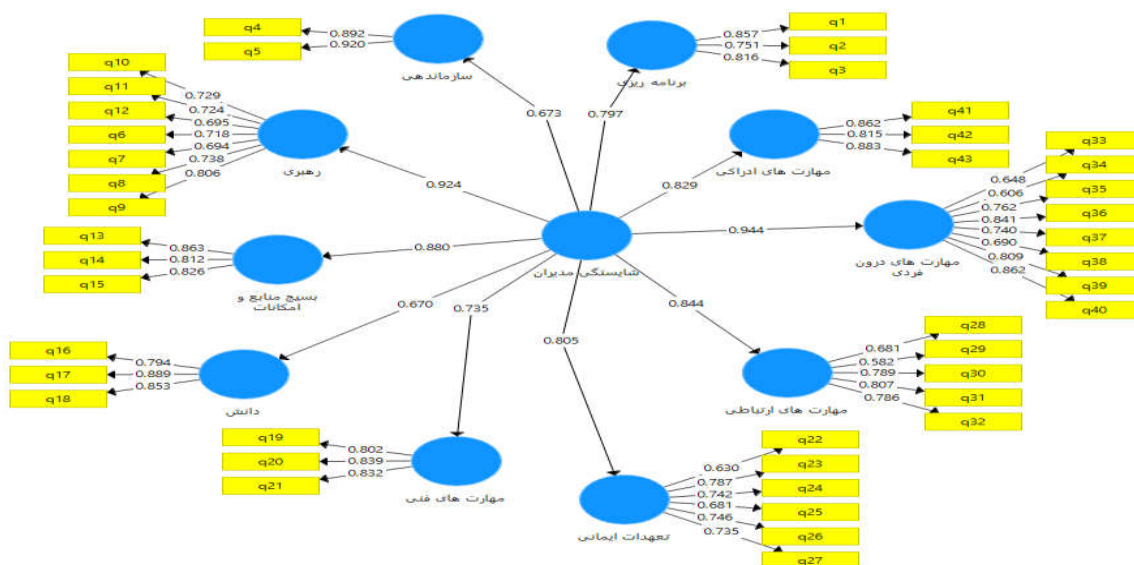 q4
0.892
q5
0.920
سازماندهی
q1
0.857
q2
0.751
q3
0.816
برنامه ریزی
q10
0.729
q11
0.724
q12
0.695
q6
0.718
q7
0.694
q8
0.738
q9
0.806
رهبری
0.673
0.797
0.924
0.829
q41
0.862
q42
0.815
q43
0.883
مهارت های ادراکی
q33
0.648
q34
0.606
q35
0.762
q36
0.841
q37
0.740
q38
0.690
q39
0.809
q40
0.862
مهارت های درون
فردی
0.944
شایستگی مدیران
0.880
q13
0.863
q14
0.812
q15
0.826
بسیج منابع و
امکانات
0.670
0.735
0.805
0.844
q16
0.794
q17
0.889
q18
0.853
دانش
q28
0.681
q29
0.582
q30
0.789
q31
0.807
q32
0.786
مهارت های ارتباطی
q19
0.802
q20
0.839
q21
0.832
مهارت های فنی
q22
0.630
q23
0.787
q24
0.742
q25
0.681
q26
0.746
q27
0.735
تعهدات ایمانی